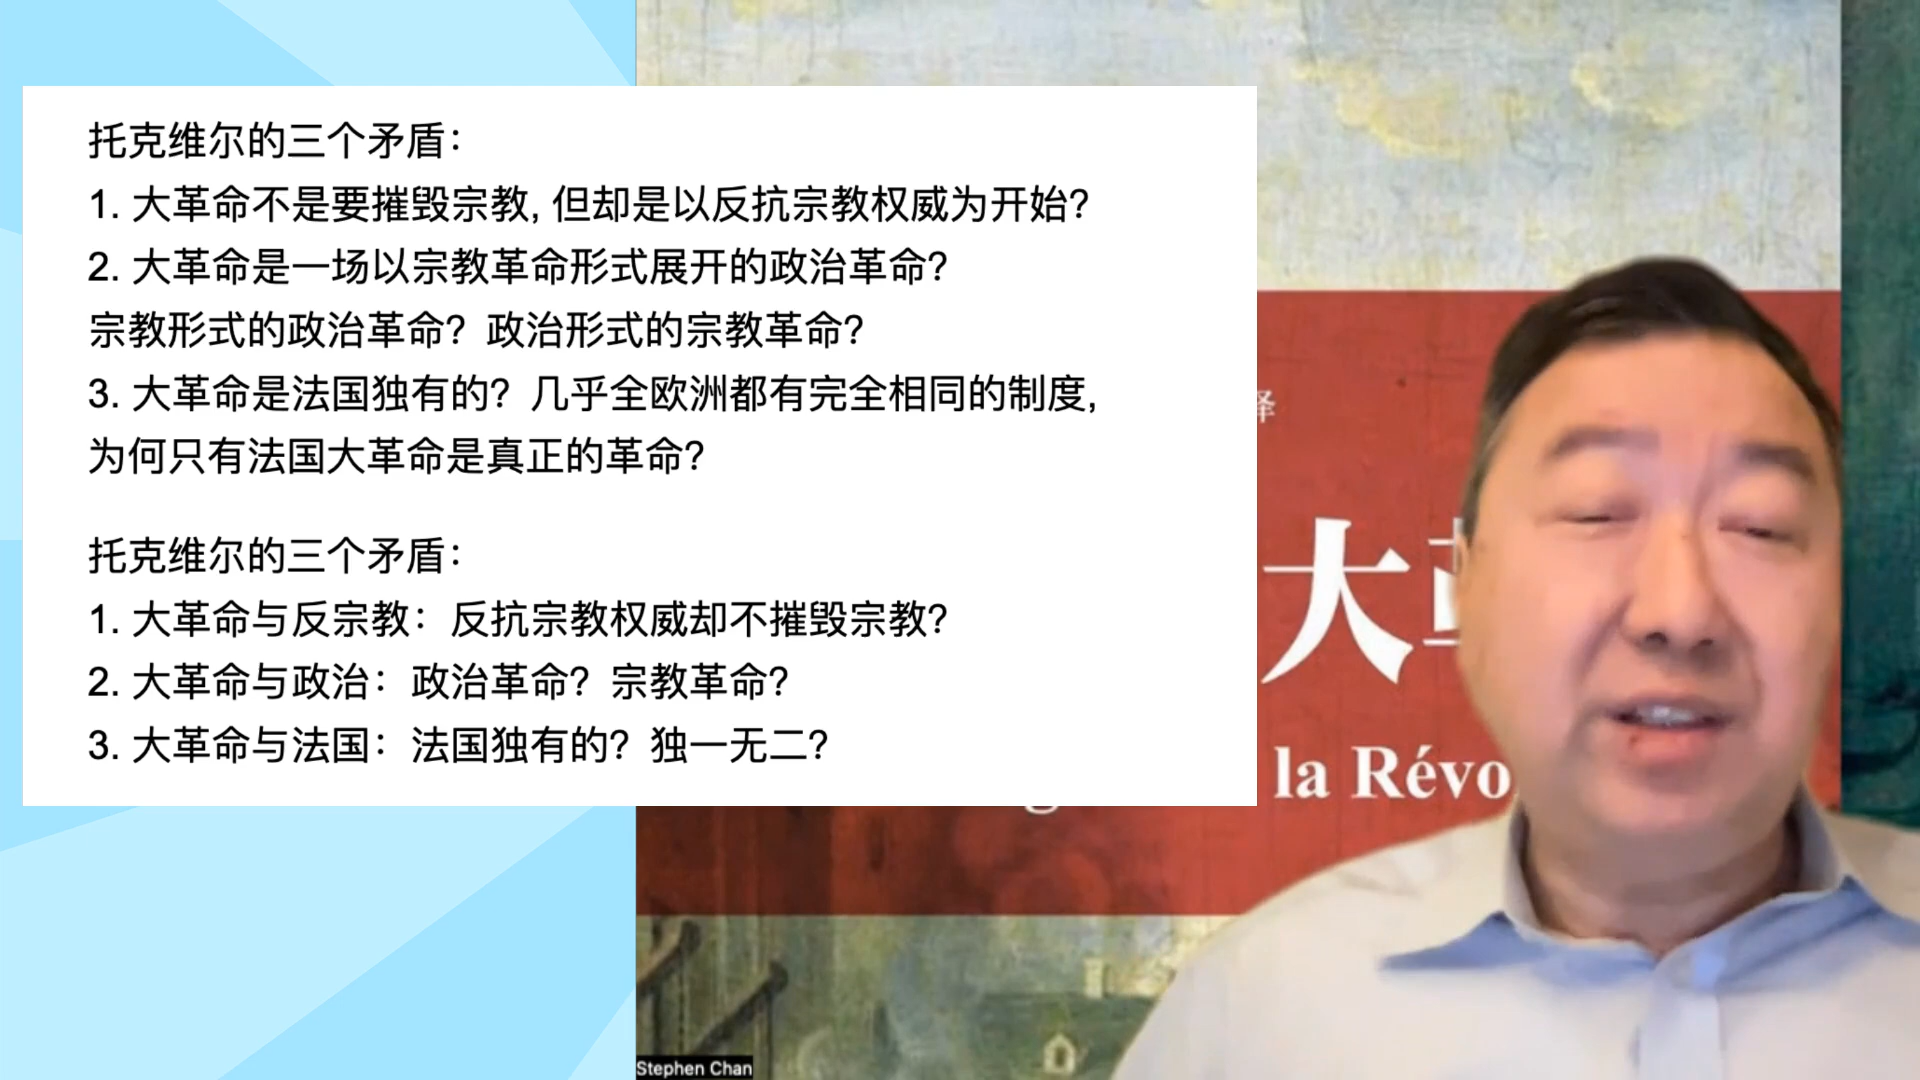 托克维尔的三个矛盾：
1. 大革命不是要摧毁宗教, 但却是以反抗宗教权威为开始?
2. 大革命是一场以宗教革命形式展开的政治革命?
宗教形式的政治革命? 政治形式的宗教革命?
3. 大革命是法国独有的? 几乎全欧洲都有完全相同的制度,
为何只有法国大革命是真正的革命?
托克维尔的三个矛盾：
1. 大革命与反宗教：反抗宗教权威却不摧毁宗教?
2. 大革命与政治：政治革命? 宗教革命?
3. 大革命与法国：法国独有的? 独一无二?
译
大革
la Révo
Stephen Chan